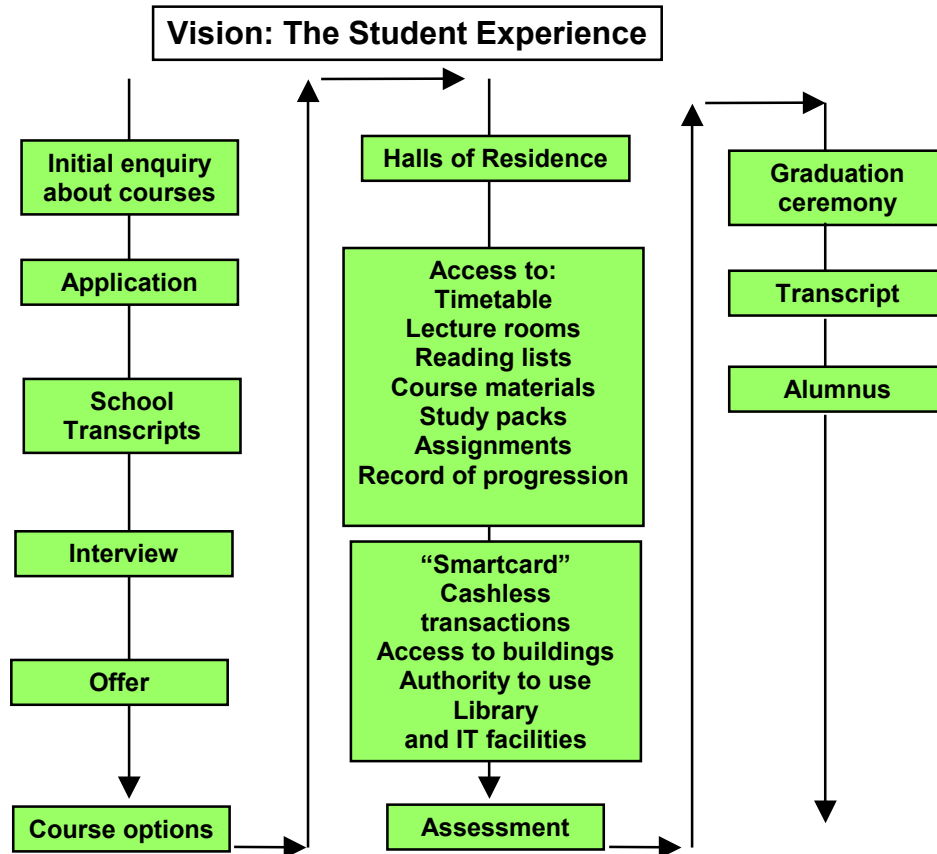 Vision: The Student Experience
Initial enquiry
about courses
Application
School
Transcripts
Interview
Offer
Course options
Halls of Residence
Access to:
Timetable
Lecture rooms
Reading lists
Course materials
Study packs
Assignments
Record of progression
“Smartcard”
Cashless
transactions
Access to buildings
Authority to use
Library
and IT facilities
Assessment
Graduation
ceremony
Transcript
Alumnus